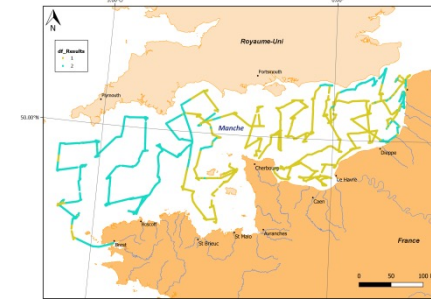 N
Royaume-Uni
df_Results
1
2
Portsmouth
Plymouth
50.00°N
Manche
Dieppe
Cherbourg
Le Havre
Caen
Roscoff
Brest
St Brieuc
St Malo
Avranches
France
0 50 100